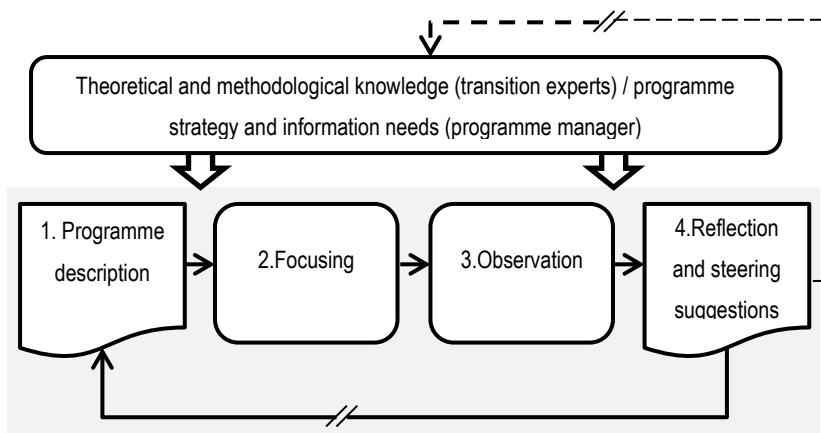 Theoretical and methodological knowledge (transition experts) / programme
strategy and information needs (programme manager)
1. Programme
description
2.Focusing
3.Observation
4.Reflection
and steering
suggestions